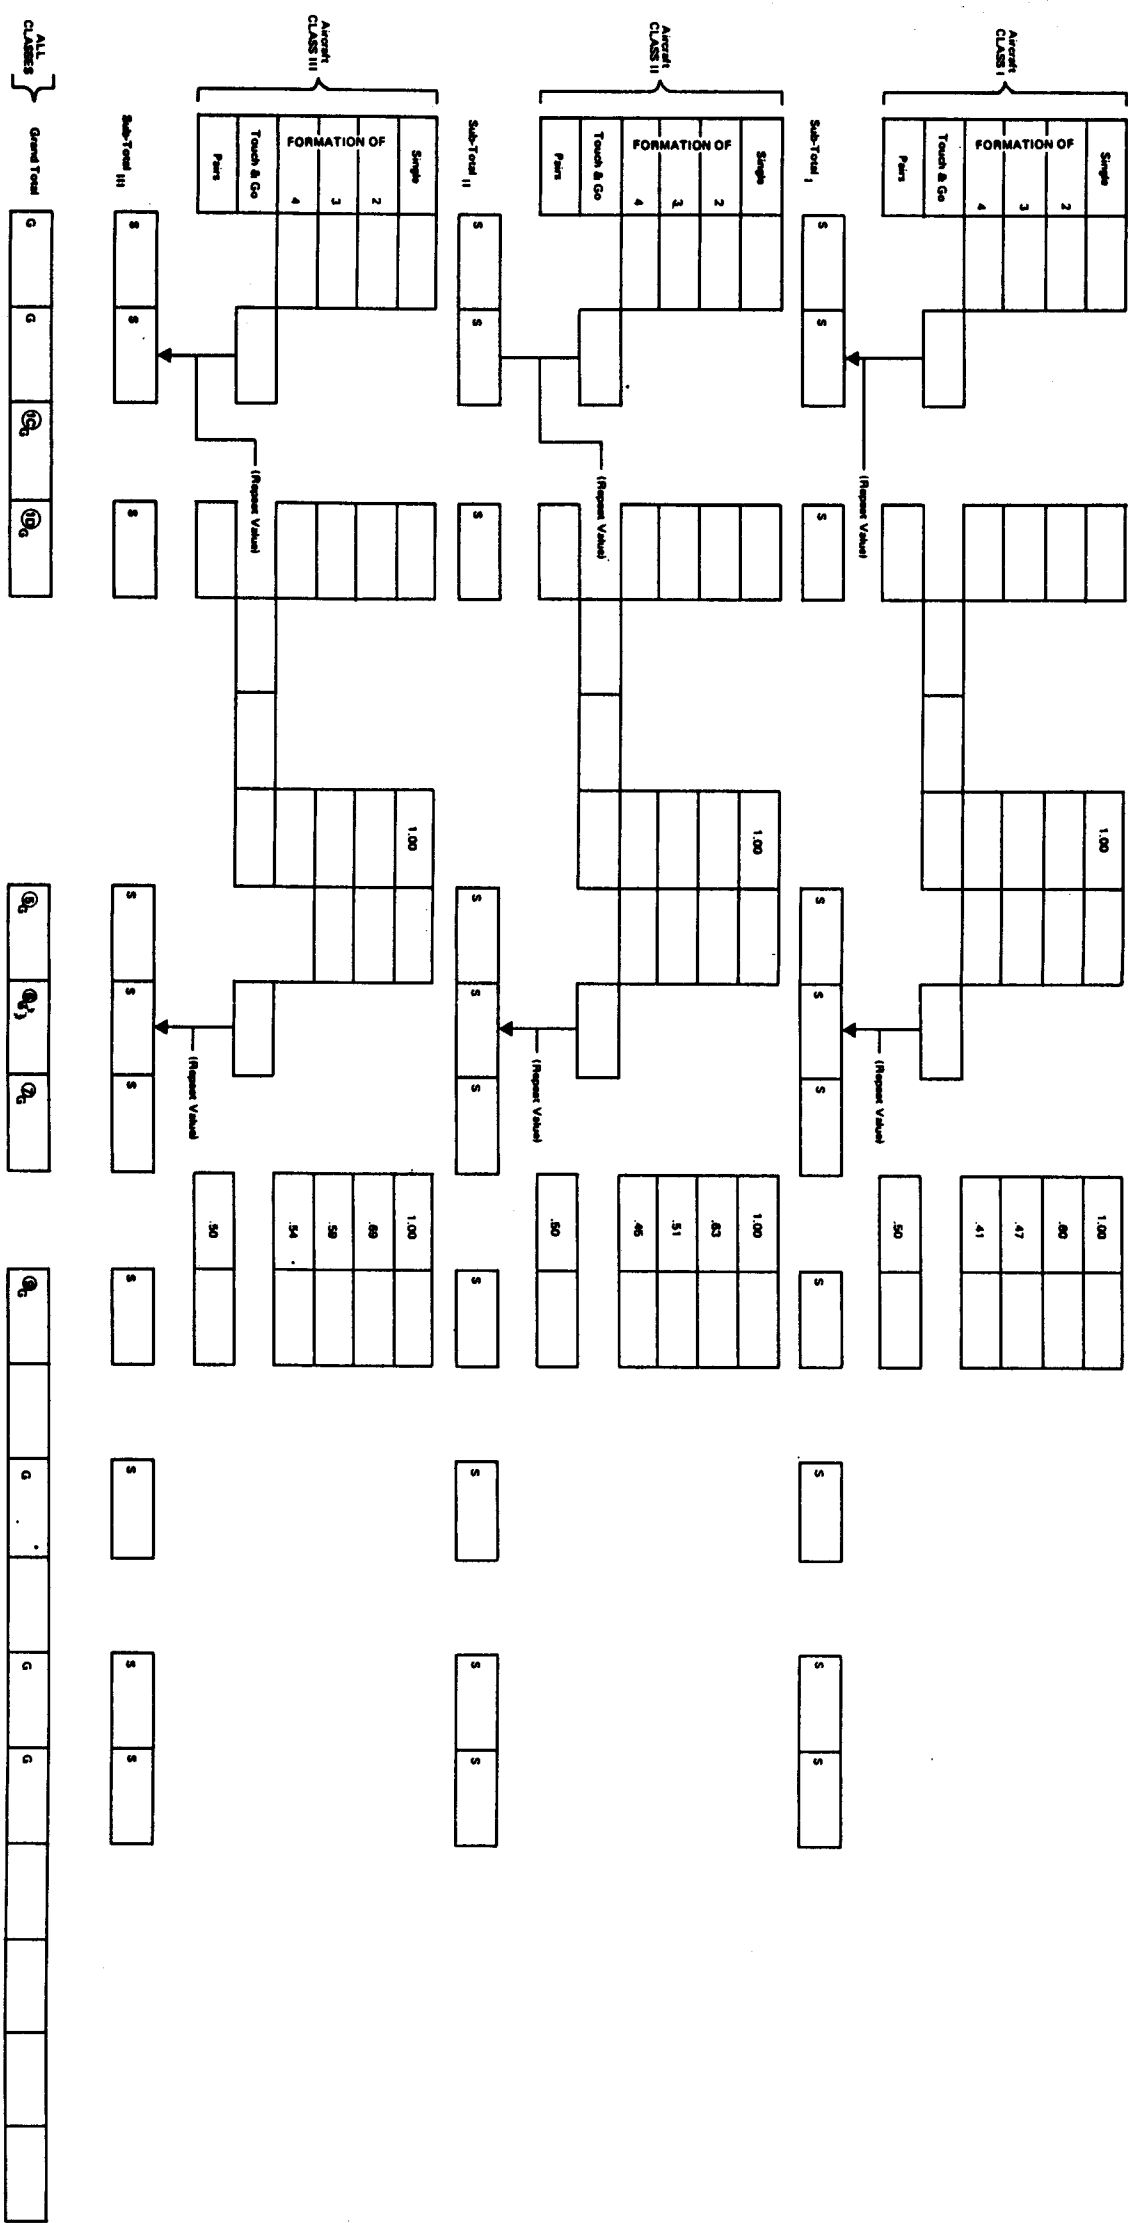 Aircraft
CLASS I
Single 1.00 1.00
FORMATION OF
2 .60
3 .47
4 .41
Touch & Go
Pairs .50
(Repeat Value) (Repeat Value)
Sub-Total I S S S S S S S S S S
Aircraft
CLASS II
Single 1.00 1.00
FORMATION OF
2 .63
3 .51
4
Touch & Go
Pairs .50
(Repeat Value) (Repeat Value)
Sub-Total II S S S S S S S S S S
Aircraft
CLASS III
Single 1.00 1.00
FORMATION OF
2 .69
3 .59
4 .54
Touch & Go
Pairs .50
(Repeat Value) (Repeat Value)
Sub-Total III S S S S S S S S S S
ALL
CLASSES
Grand Total G G 1C G 1D G 5 G G 7 G G G G G